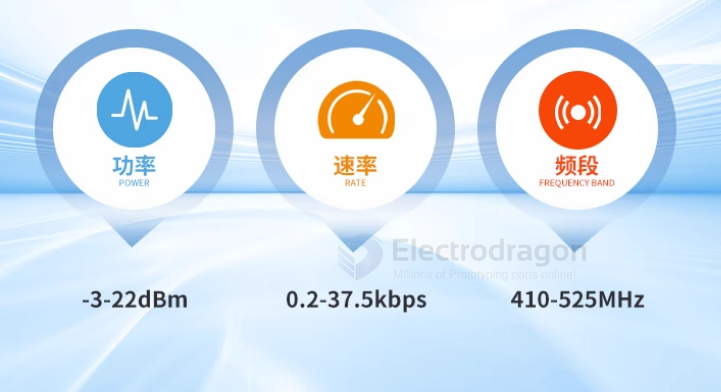 功率
POWER
速率
RATE
频段
FREQUENCY BAND
Electrodragon
Millions of Prototyping parts online!
-3-22dBm
0.2-37.5kbps
410-525MHz